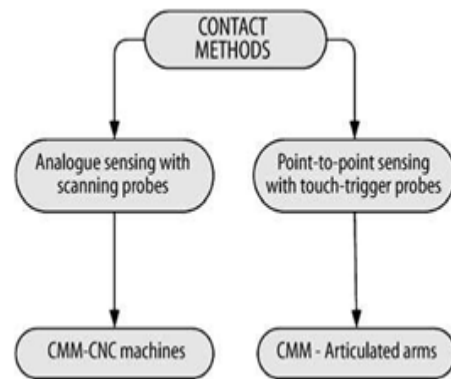 CONTACT
METHODS
Analogue sensing with
scanning probes
Point-to-point sensing
with touch-trigger probes
CMM-CNC machines
CMM - Articulated arms